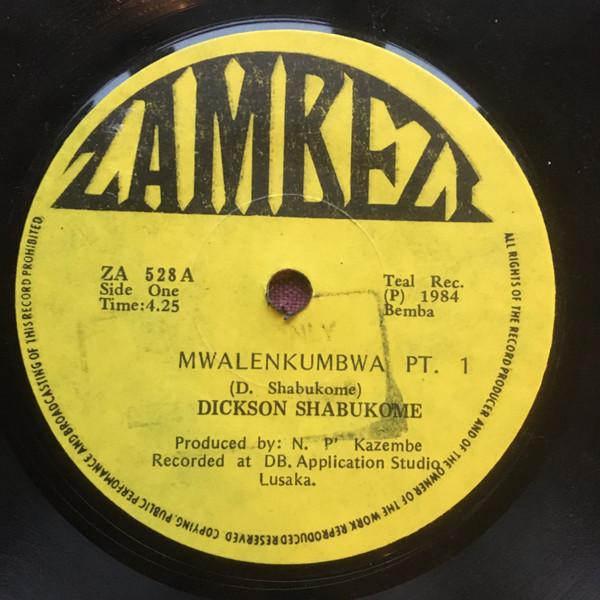 ZAMBEZI
ZA 528 A
Side One
Time:4.25
Teal Rec.
(P) 1984
Bemba
NLY
MWALENKUMBWA PT. 1
(D. Shabukome)
DICKSON SHABUKOME
Produced by: N. P' Kazembe
Recorded at DB. Application Studio
Lusaka.
ALL RIGHTS OF THE RECORD PRODUCER AND OF THE OWNER OF THE WORK REPRODUCED RESERVED COPYING, PUBLIC PERFOMANCE AND BROADCASTING OF THIS RECORD PROHIBITED